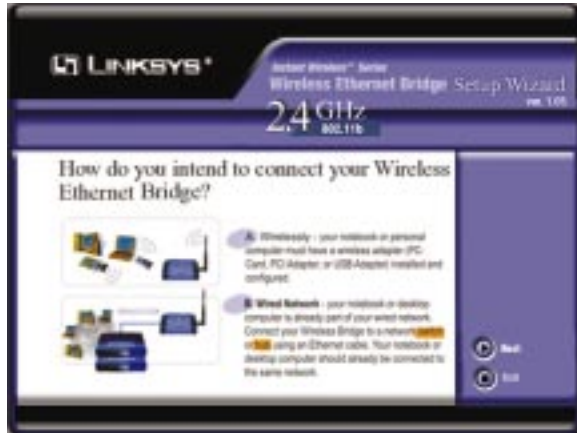 LINKSYS®
Instant Wireless™ Series
Wireless Ethernet Bridge Setup Wizard
ver. 1.05
2.4 GHz
802.11b
How do you intend to connect your Wireless
Ethernet Bridge?
A: Wirelessly - your notebook or personal
computer must have a wireless adapter (PC-
Card, PCI Adapter, or USB Adapter) installed and
configured.
B: Wired Network - your notebook or desktop
computer is already part of your wired network.
Connect your Wireless Bridge to a network switch
or hub using an Ethernet cable. Your notebook or
desktop computer should already be connected to
the same network.
Next
Exit